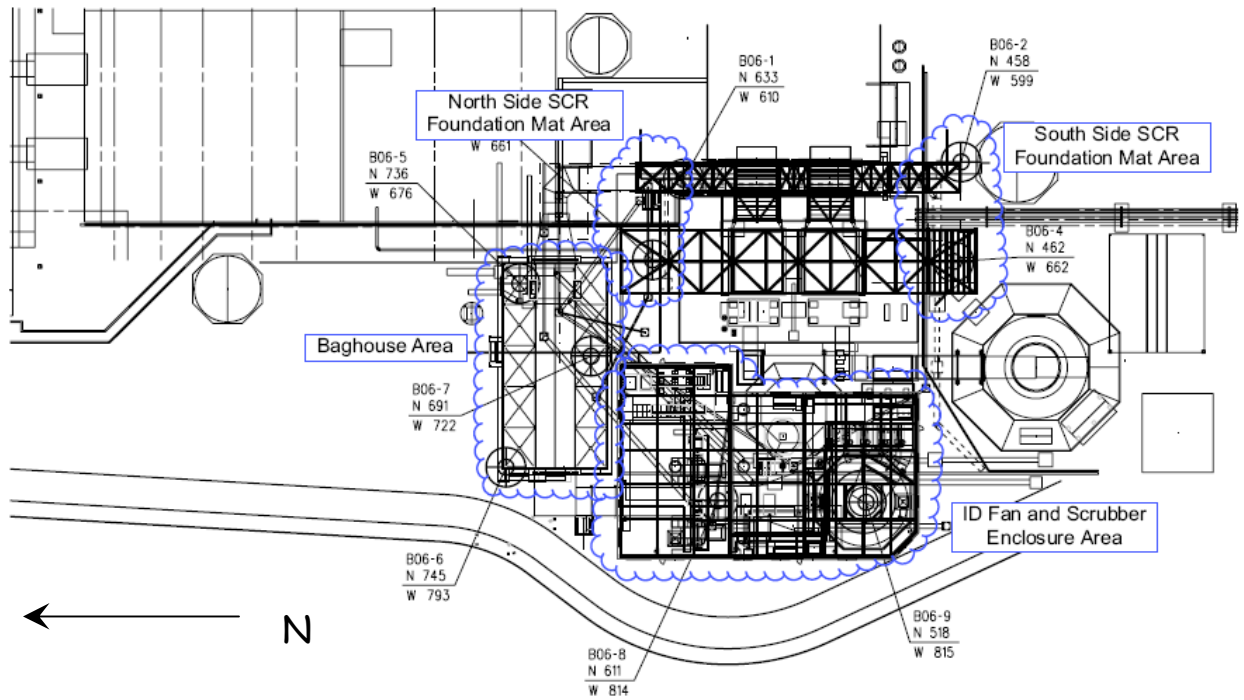 B06-1
N 633
W 610
B06-2
N 458
W 599
North Side SCR
Foundation Mat Area
W 661
South Side SCR
Foundation Mat Area
B06-5
N 736
W 676
B06-4
N 462
W 662
Baghouse Area
B06-7
N 691
W 722
ID Fan and Scrubber
Enclosure Area
B06-6
N 745
W 793
N
B06-9
N 518
W 815
B06-8
N 611
W 814